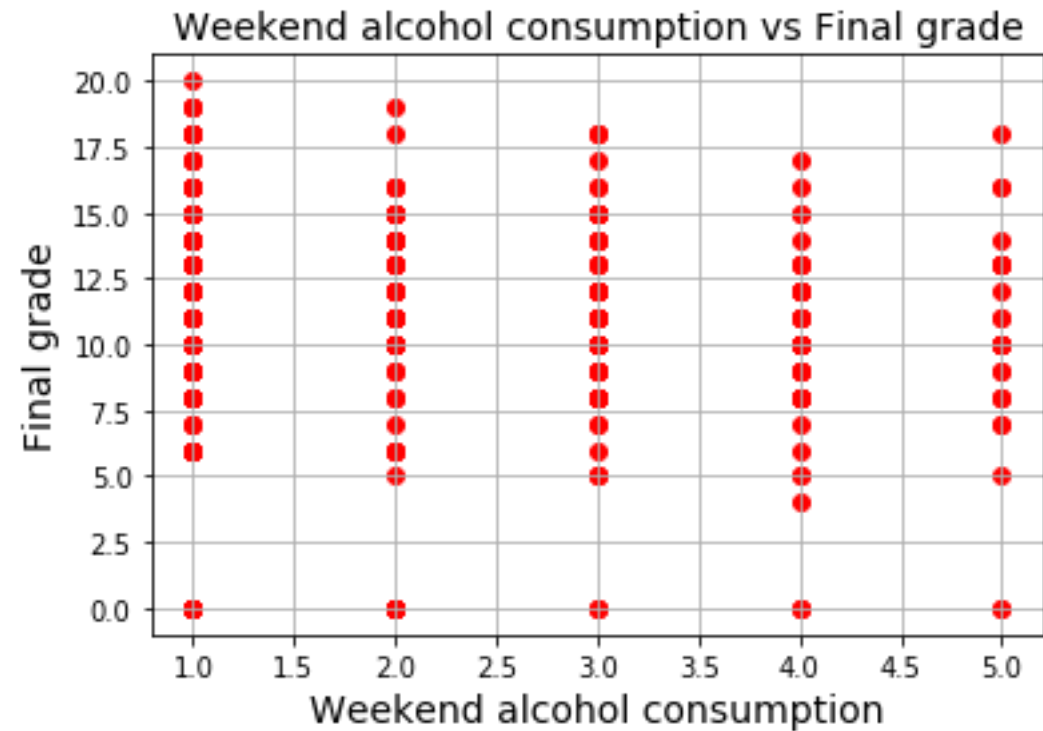 Weekend alcohol consumption vs Final grade
20.0
17.5
15.0
12.5
10.0
7.5
5.0
2.5
0.0
Final grade
1.0 1.5 2.0 2.5 3.0 3.5 4.0 4.5 5.0
Weekend alcohol consumption